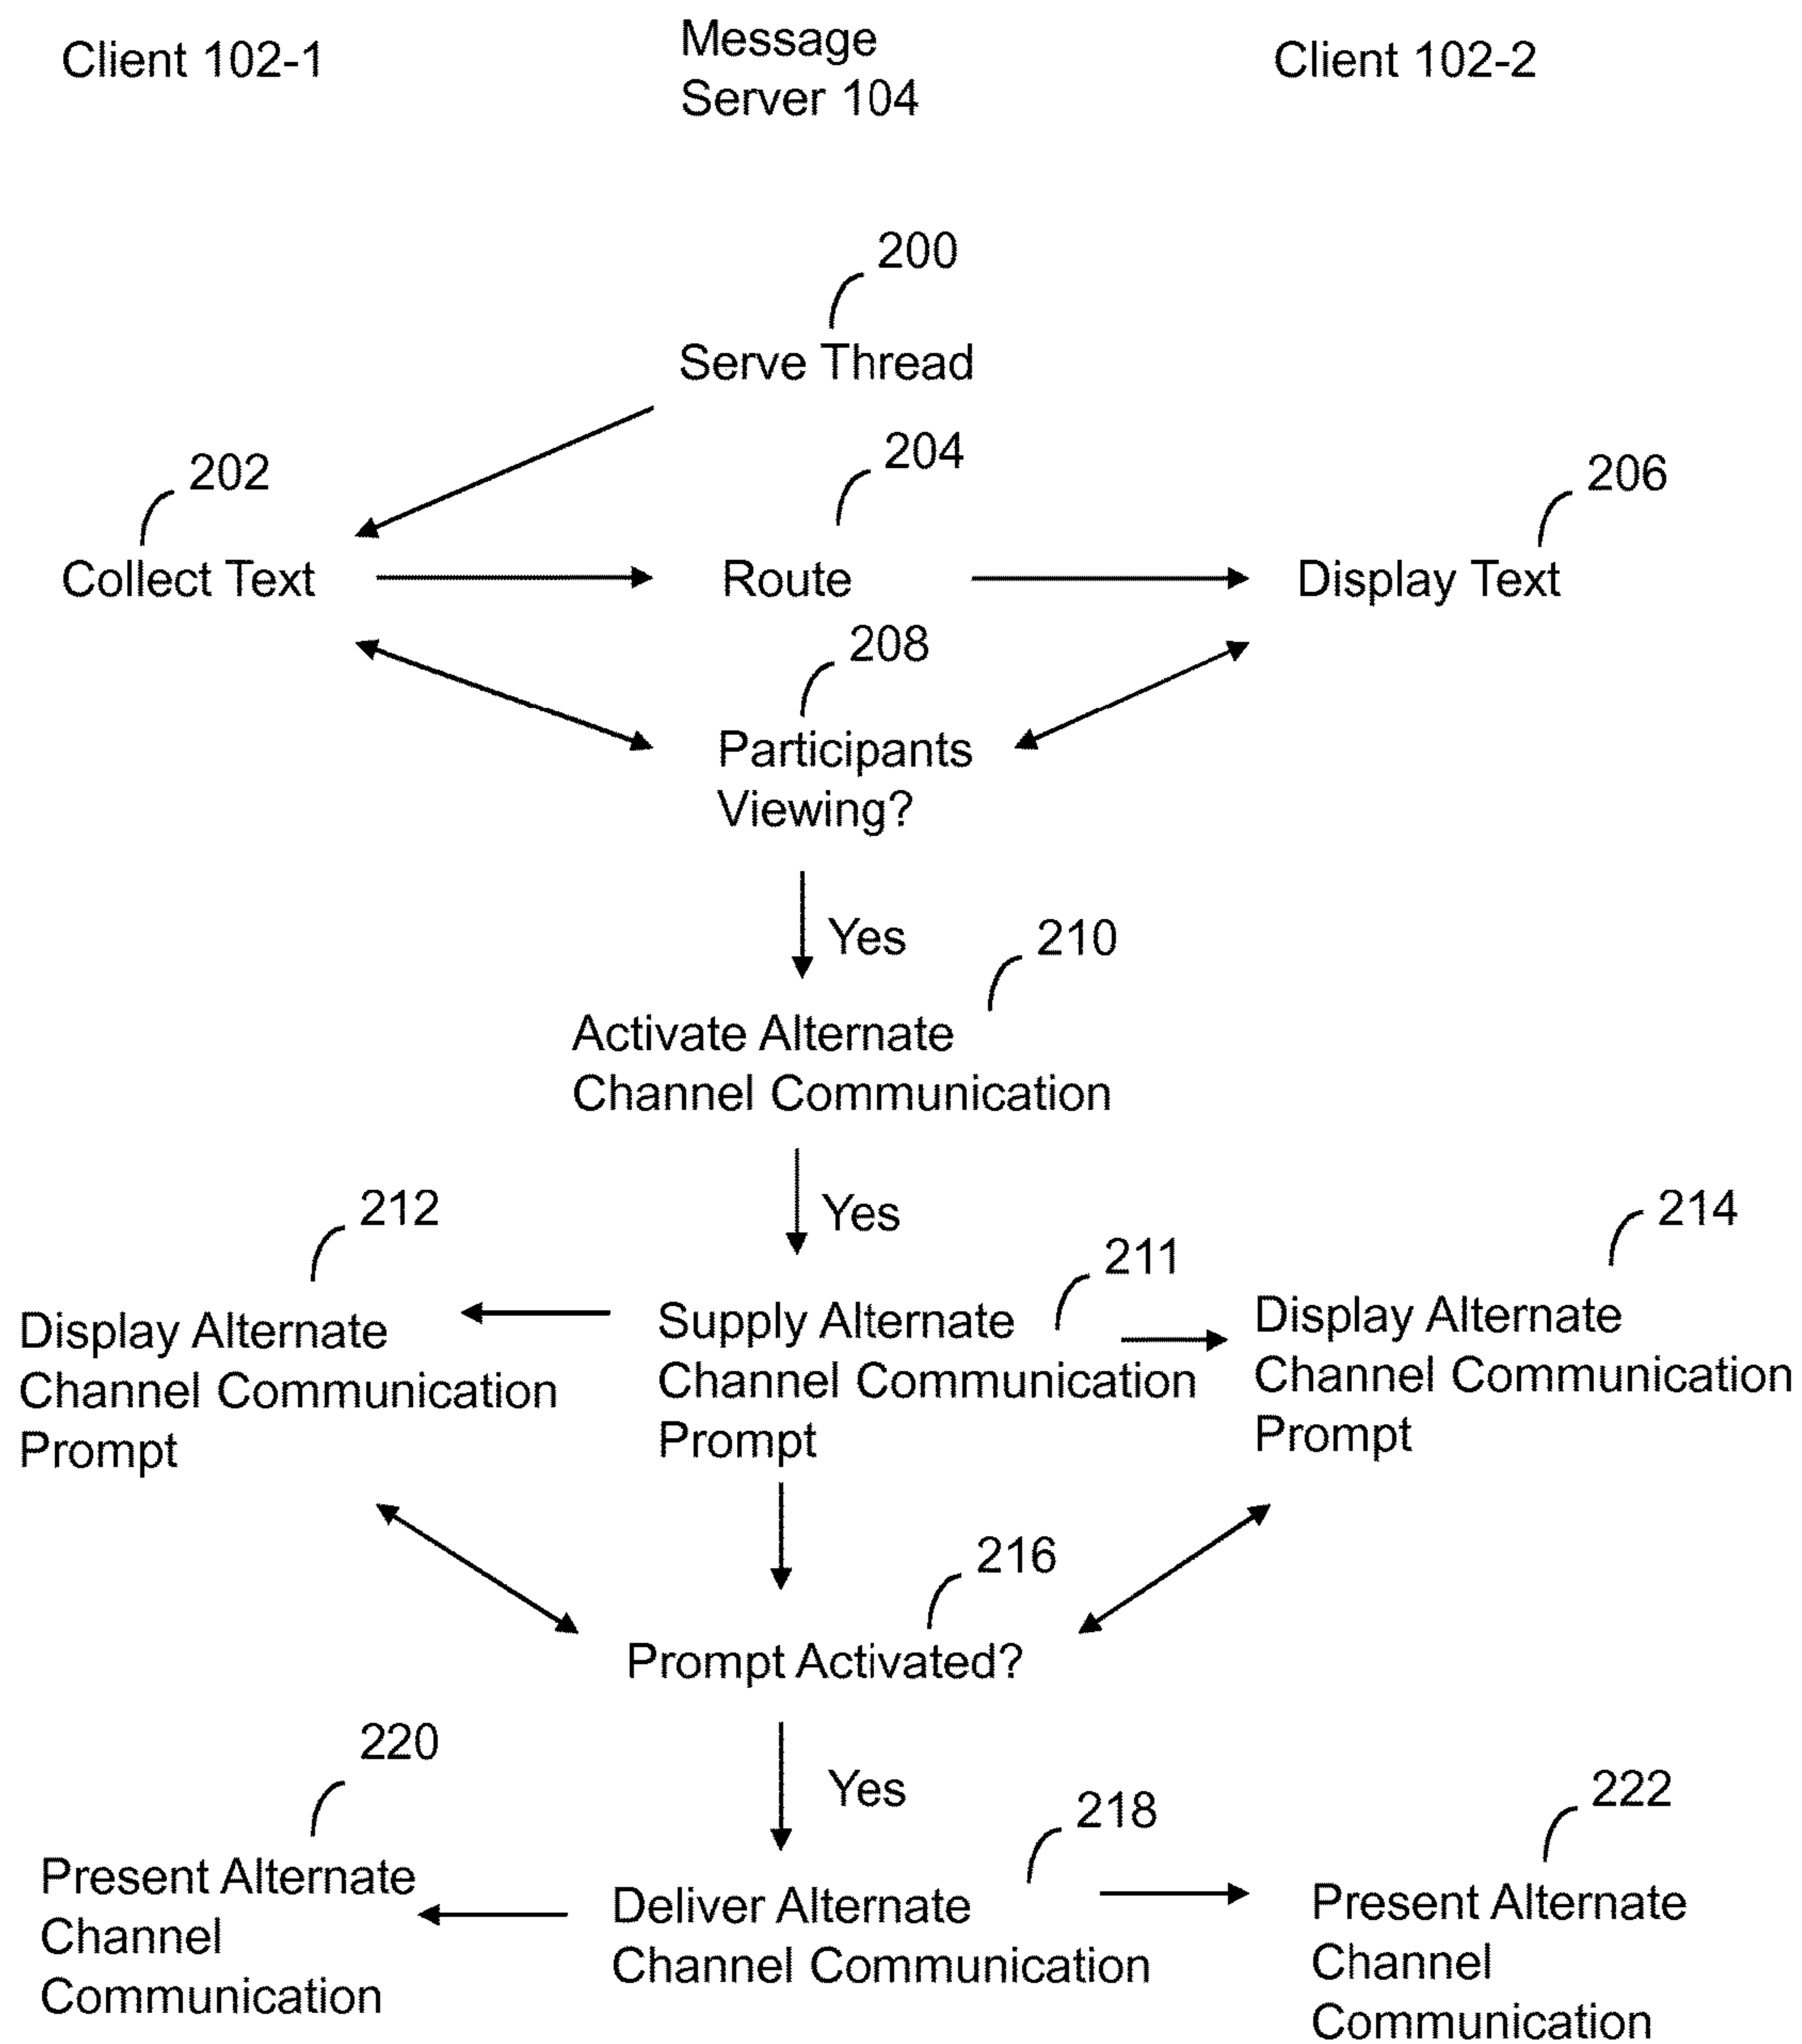 Client 102-1
Message
Server 104
Client 102-2
200
Serve Thread
202
204
206
Collect Text
Route
Display Text
208
Participants
Viewing?
Yes
210
Activate Alternate
Channel Communication
Yes
212
211
214
Display Alternate
Channel Communication
Prompt
Supply Alternate
Channel Communication
Prompt
Display Alternate
Channel Communication
Prompt
216
Prompt Activated?
Yes
220
218
222
Present Alternate
Channel
Communication
Deliver Alternate
Channel Communication
Present Alternate
Channel
Communication